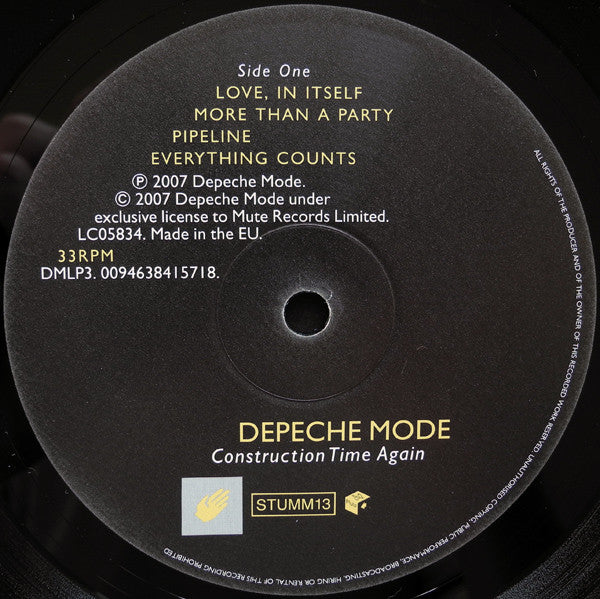 Side One
LOVE, IN ITSELF
MORE THAN A PARTY
PIPELINE
EVERYTHING COUNTS
℗ 2007 Depeche Mode.
© 2007 Depeche Mode under
exclusive license to Mute Records Limited.
LC05834. Made in the EU.
33RPM
DMLP3. 0094638415718.
DEPECHE MODE
Construction Time Again
STUMM13
ALL RIGHTS OF THE PRODUCER AND OF THE OWNER OF THIS RECORDED WORK RESERVED. UNAUTHORISED COPYING, PUBLIC PERFORMANCE, BROADCASTING, HIRING OR RENTAL OF THIS RECORDING PROHIBITED